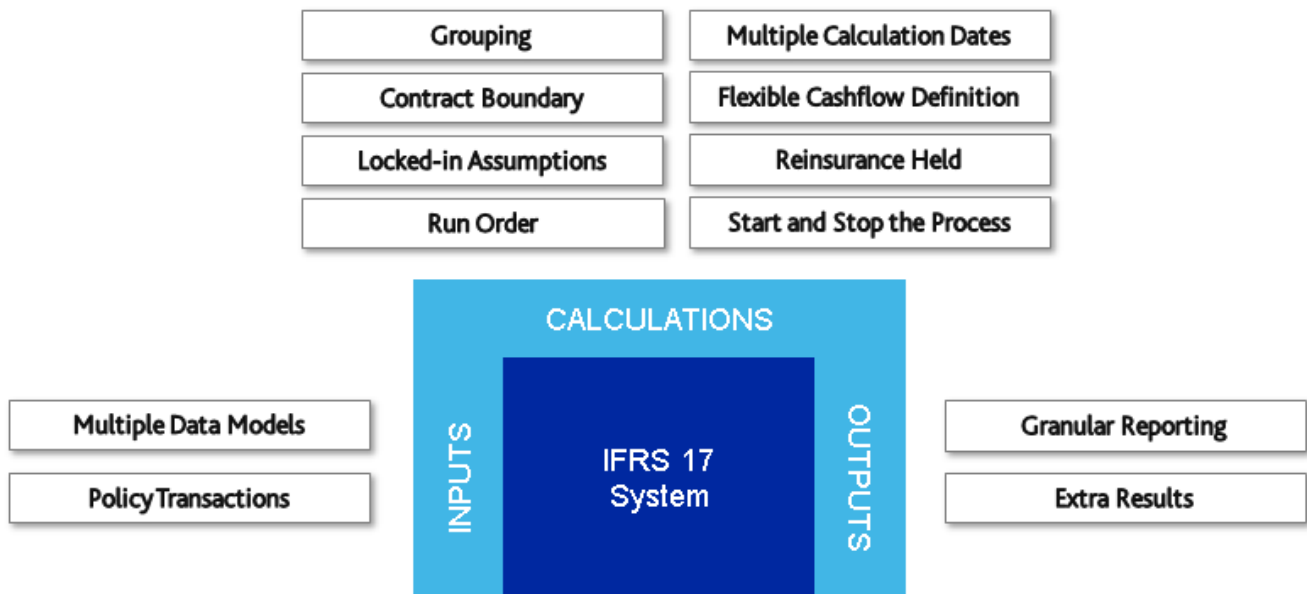 Grouping
Multiple Calculation Dates
Contract Boundary
Flexible Cashflow Definition
Locked-in Assumptions
Reinsurance Held
Run Order
Start and Stop the Process
CALCULATIONS
Multiple Data Models
Policy Transactions
INPUTS
IFRS 17
System
OUTPUTS
Granular Reporting
Extra Results